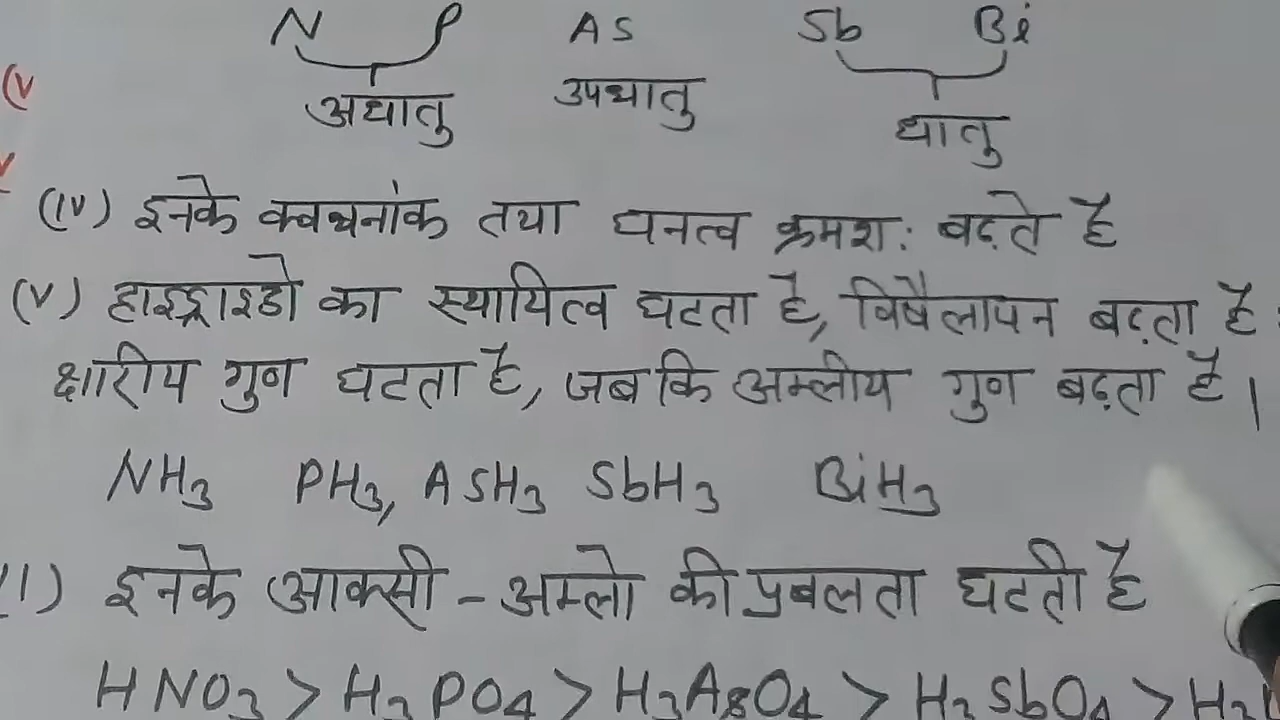 N P As Sb Bi
अधातु उपधातु धातु
(iv) इनके क्वथनांक तथा घनत्व क्रमश: बढ़ते है
(v) हाइड्राइडो का स्थायित्व घटता है, विषैलापन बढ़ता है
क्षारीय गुण घटता है, जबकि अम्लीय गुण बढ़ता है।
NH3 PH3, AsH3 SbH3 BiH3
इनके आक्सी - अम्लो की प्रबलता घटती है
HNO3 > H3PO4 > H3AsO4 > H3SbO4 >